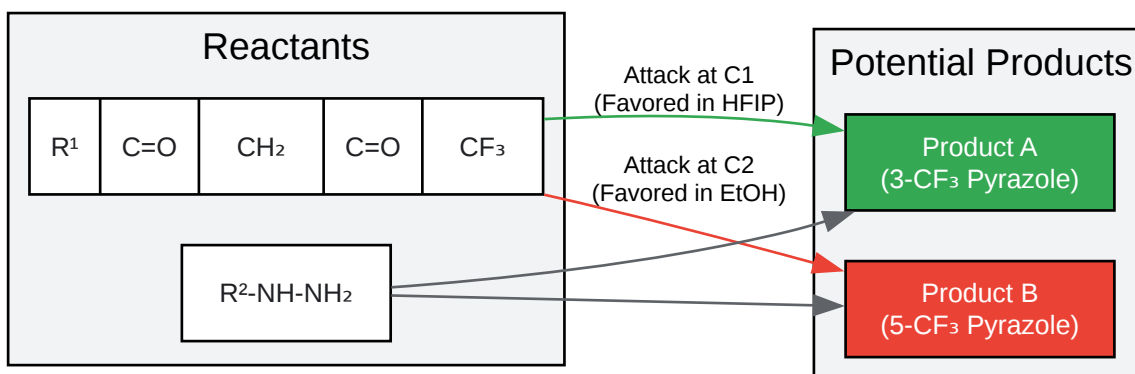 Reactants
R¹
C=O
CH₂
C=O
CF₃
R²-NH-NH₂
Attack at C1
(Favored in HFIP)
Attack at C2
(Favored in EtOH)
Potential Products
Product A
(3-CF₃ Pyrazole)
Product B
(5-CF₃ Pyrazole)